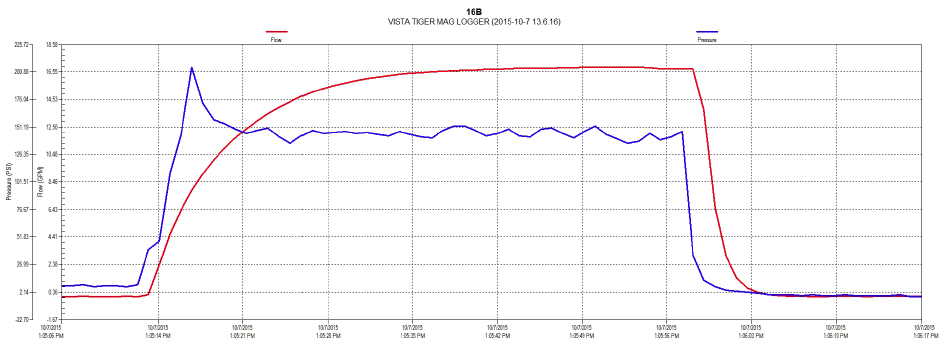 16B
VISTA TIGER MAG LOGGER (2015-10-7 13.6.16)
Flow
Pressure
225.72
200.88
176.04
151.19
126.35
101.51
76.67
51.83
26.99
2.14
-22.70
Pressure (PSI)
18.58
16.55
14.53
12.50
10.48
8.46
6.43
4.41
2.38
0.36
-1.67
Flow (GPM)
10/7/2015
1:05:06 PM
10/7/2015
1:05:14 PM
10/7/2015
1:05:21 PM
10/7/2015
1:05:28 PM
10/7/2015
1:05:35 PM
10/7/2015
1:05:42 PM
10/7/2015
1:05:49 PM
10/7/2015
1:05:56 PM
10/7/2015
1:06:03 PM
10/7/2015
1:06:10 PM
10/7/2015
1:06:17 PM